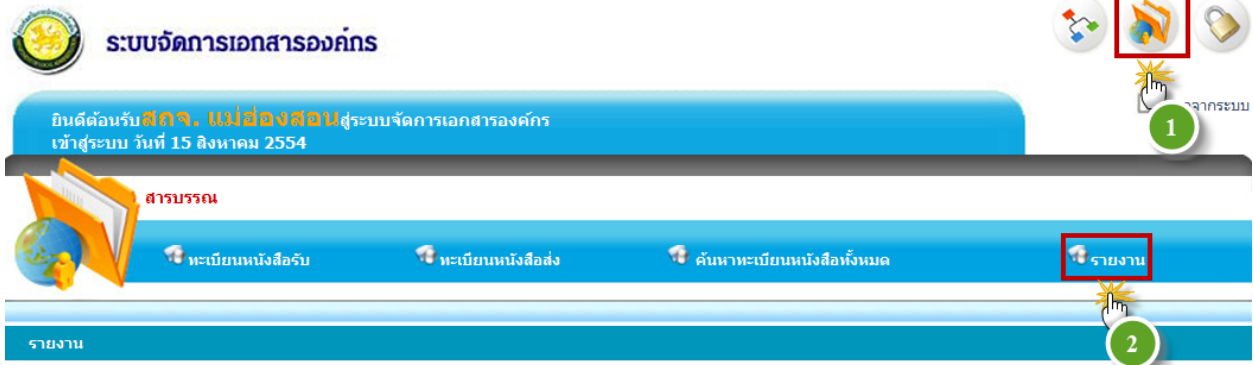 ระบบจัดการเอกสารองค์กร
ยินดีต้อนรับสถจ. แม่ฮ่องสอนสู่ระบบจัดการเอกสารองค์กร
เข้าสู่ระบบ วันที่ 15 สิงหาคม 2554
จากระบบ
1
สารบรรณ
ทะเบียนหนังสือรับ
ทะเบียนหนังสือส่ง
ค้นหาทะเบียนหนังสือทั้งหมด
รายงาน
2
รายงาน